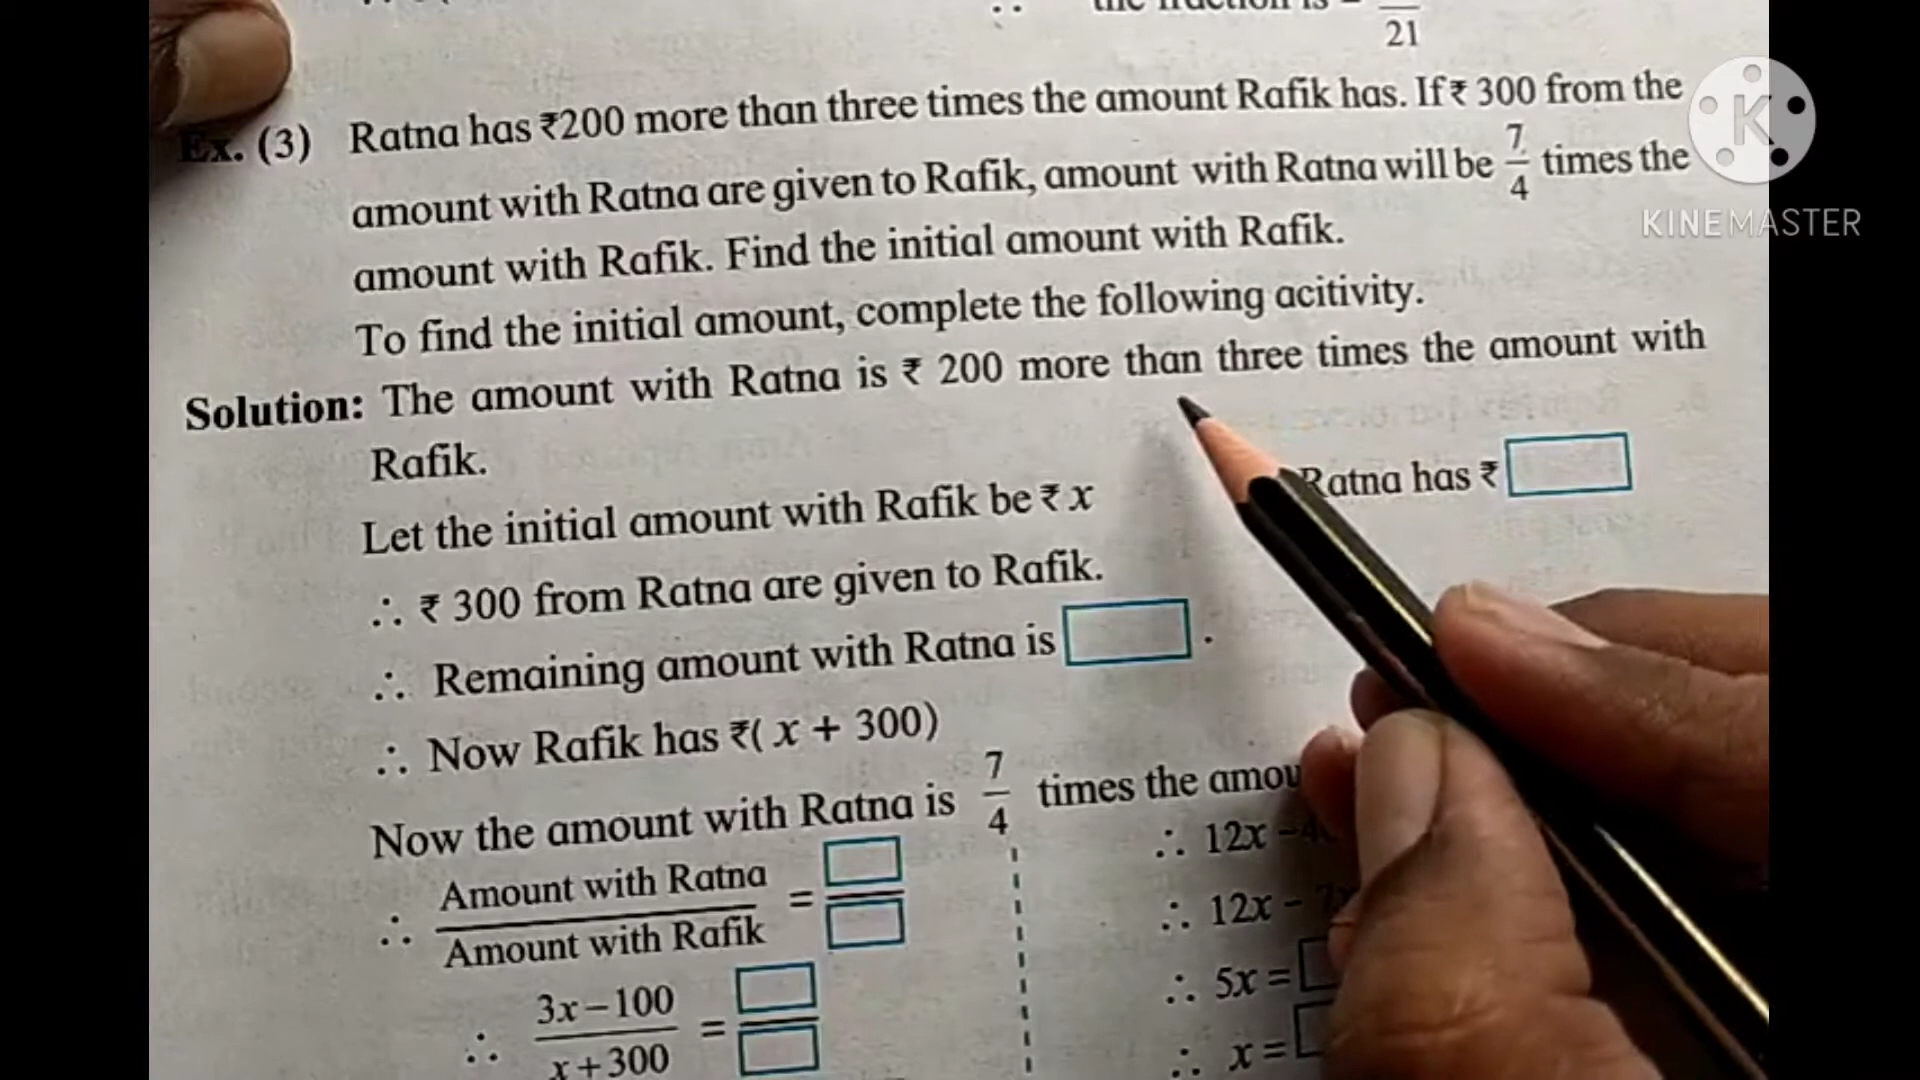 the fraction is
21
Ex. (3) Ratna has ₹200 more than three times the amount Rafik has. If ₹ 300 from the
amount with Ratna are given to Rafik, amount with Ratna will be 7/4 times the
amount with Rafik. Find the initial amount with Rafik.
To find the initial amount, complete the following acitivity.
Solution: The amount with Ratna is ₹ 200 more than three times the amount with
Rafik.
Let the initial amount with Rafik be ₹ x Ratna has ₹
∴ ₹ 300 from Ratna are given to Rafik.
∴ Remaining amount with Ratna is .
∴ Now Rafik has ₹( x + 300)
Now the amount with Ratna is 7/4 times the
∴ Amount with Ratna / Amount with Rafik =
∴ 3x – 100 / x + 300 =
∴ 12x –
∴ 12x – 7x
∴ 5x =
∴ x =
K
KINEMASTER